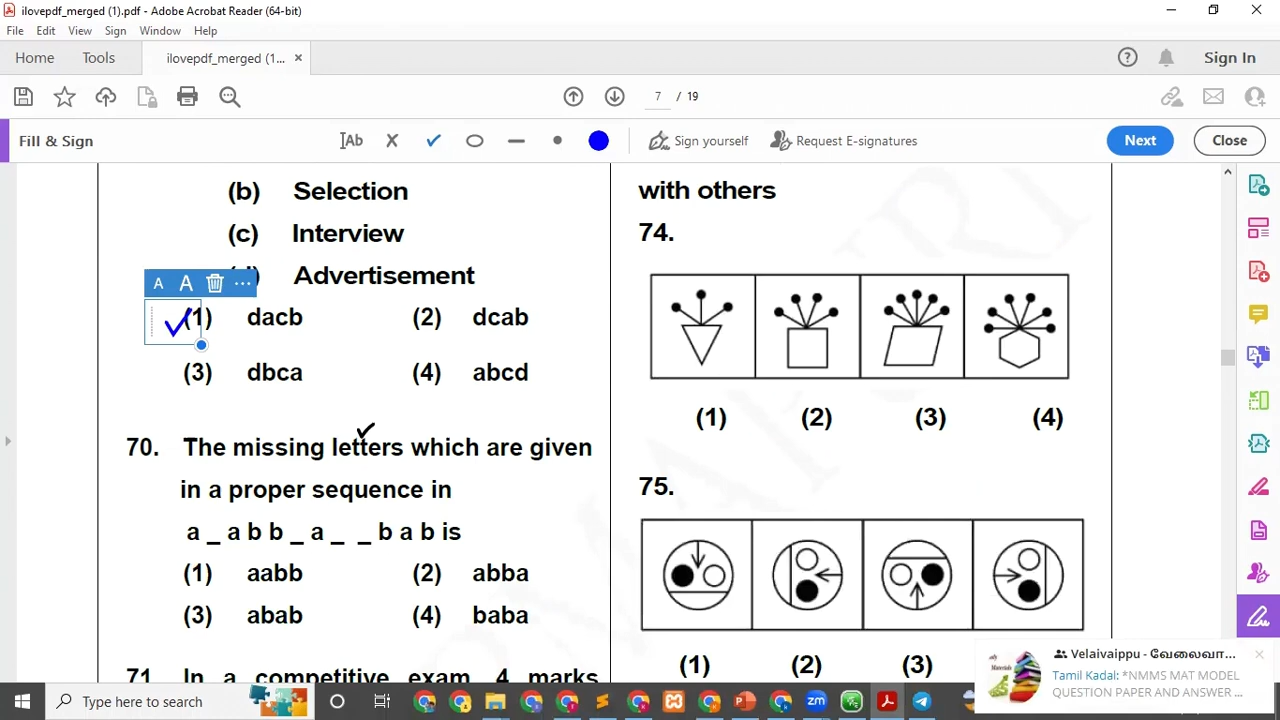 ilovepdf_merged (1).pdf - Adobe Acrobat Reader (64-bit)
File Edit View Sign Window Help
Home Tools ilovepdf_merged (1... × Sign In
7 / 19
Fill & Sign Ab Sign yourself Request E-signatures Next Close
(b) Selection
(c) Interview
Advertisement
(1) dacb (2) dcab
(3) dbca (4) abcd
70. The missing letters which are given
in a proper sequence in
a _ a b b _ a _ _ b a b is
(1) aabb (2) abba
(3) abab (4) baba
71 In a competitive exam 4 marks
with others
74.
(1) (2) (3) (4)
75.
(1) (2) (3)
Velaivaippu - வேலைவா...
Tamil Kadal: *NMMS MAT MODEL
QUESTION PAPER AND ANSWER ...
Type here to search
zm